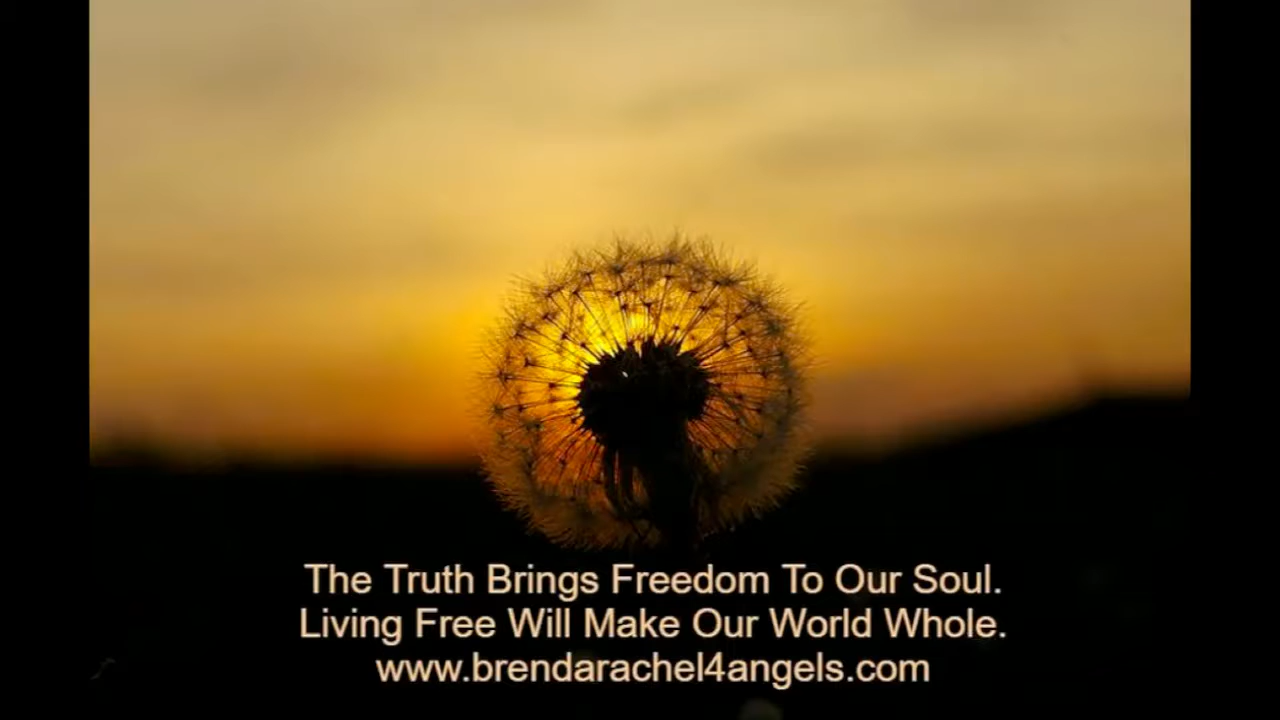 The Truth Brings Freedom To Our Soul.
Living Free Will Make Our World Whole.
www.brendarachel4angels.com